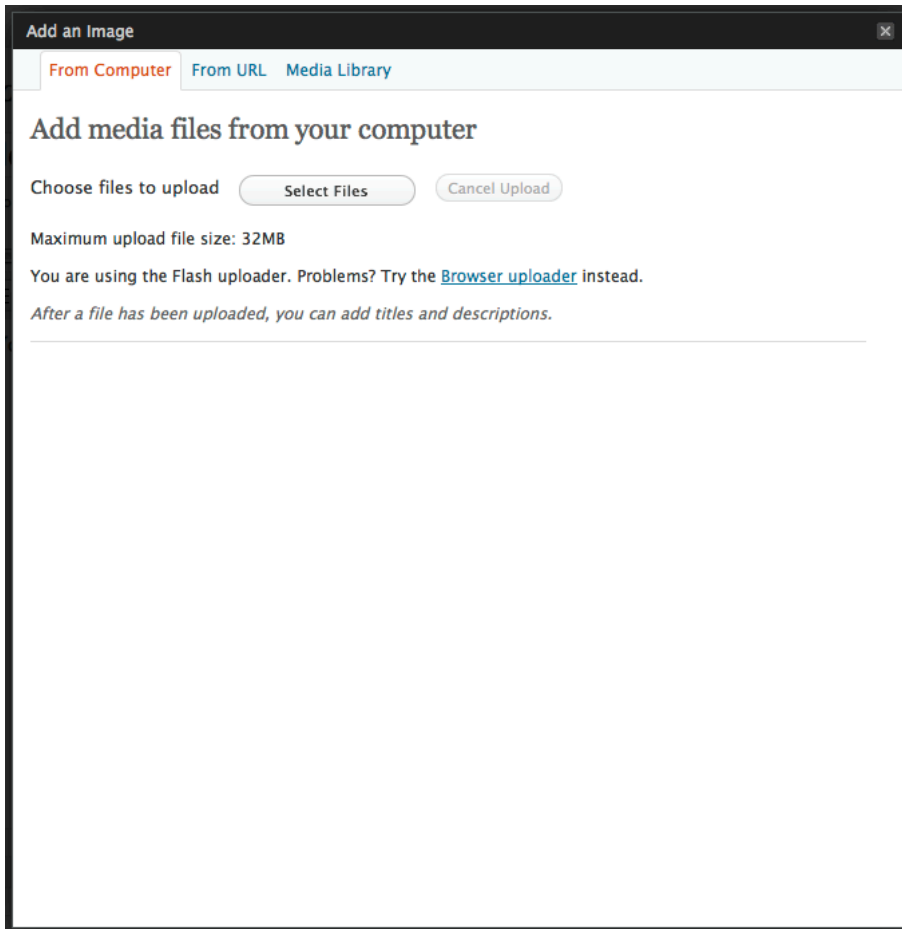 Add an Image
From Computer From URL Media Library
Add media files from your computer
Choose files to upload Select Files Cancel Upload
Maximum upload file size: 32MB
You are using the Flash uploader. Problems? Try the Browser uploader instead.
After a file has been uploaded, you can add titles and descriptions.